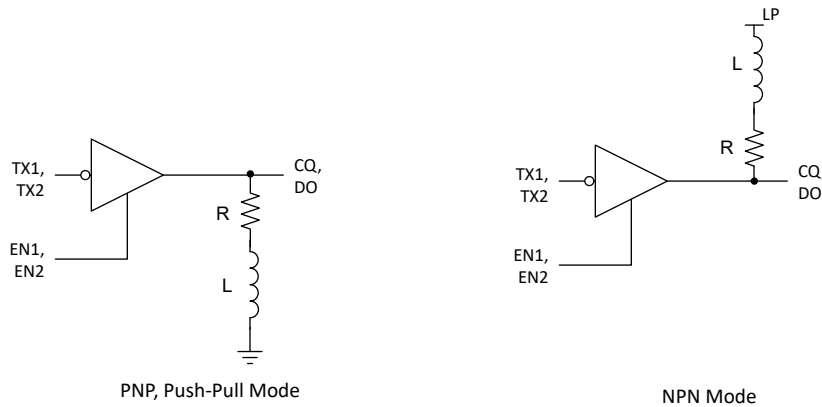 TX1,
TX2
EN1,
EN2
R
L
CQ,
DO
PNP, Push-Pull Mode
LP
L
R
TX1,
TX2
EN1,
EN2
CQ
DO
NPN Mode